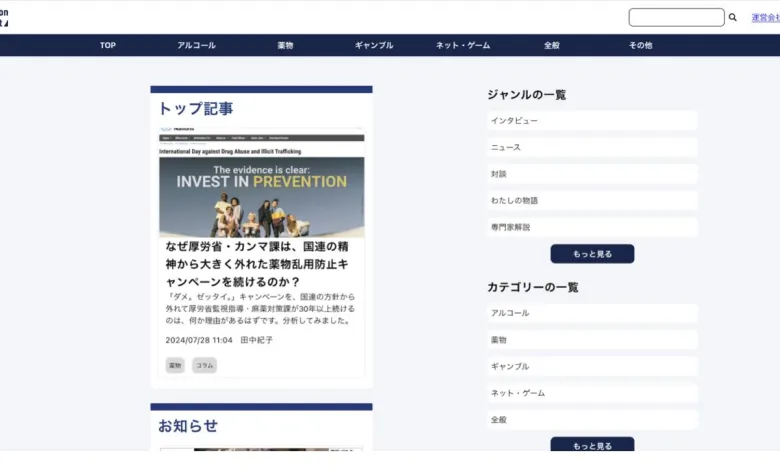 on
t
運営会社
TOP
アルコール
薬物
ギャンブル
ネット・ゲーム
全般
その他
トップ記事
International Day against Drug Abuse and Illicit Trafficking
The evidence is clear:
INVEST IN PREVENTION
なぜ厚労省・カンマ課は、国連の精
神から大きく外れた薬物乱用防止キ
ャンペーンを続けるのか？
「ダメ。ゼッタイ。」キャンペーンを、国連の方針から
外れて厚労省監視指導・麻薬対策課が30年以上続ける
のは、何か理由があるはずです。分析してみました。
2024/07/28 11:04 田中紀子
薬物
コラム
お知らせ
ジャンルの一覧
インタビュー
ニュース
対談
わたしの物語
専門家解説
もっと見る
カテゴリーの一覧
アルコール
薬物
ギャンブル
ネット・ゲーム
全般
もっと見る